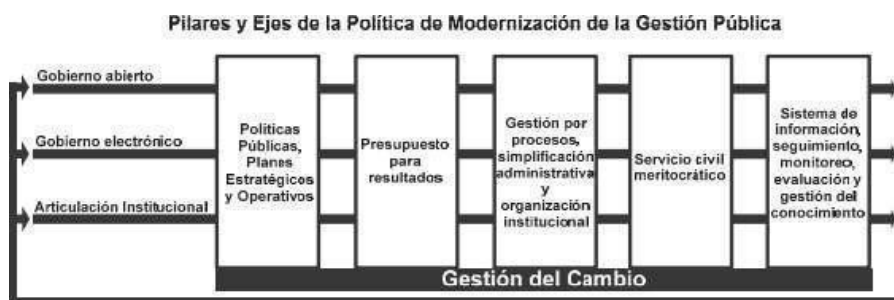 Pilares y Ejes de la Política de Modernización de la Gestión Pública
Gobierno abierto
Gobierno electrónico
Articulación Institucional
Políticas
Públicas,
Planes
Estratégicos
y Operativos
Presupuesto
para
resultados
Gestión por
procesos,
simplificación
administrativa
y
organización
institucional
Servicio civil
meritocrático
Sistema de
información,
seguimiento,
monitoreo,
evaluación y
gestión del
conocimiento
Gestión del Cambio